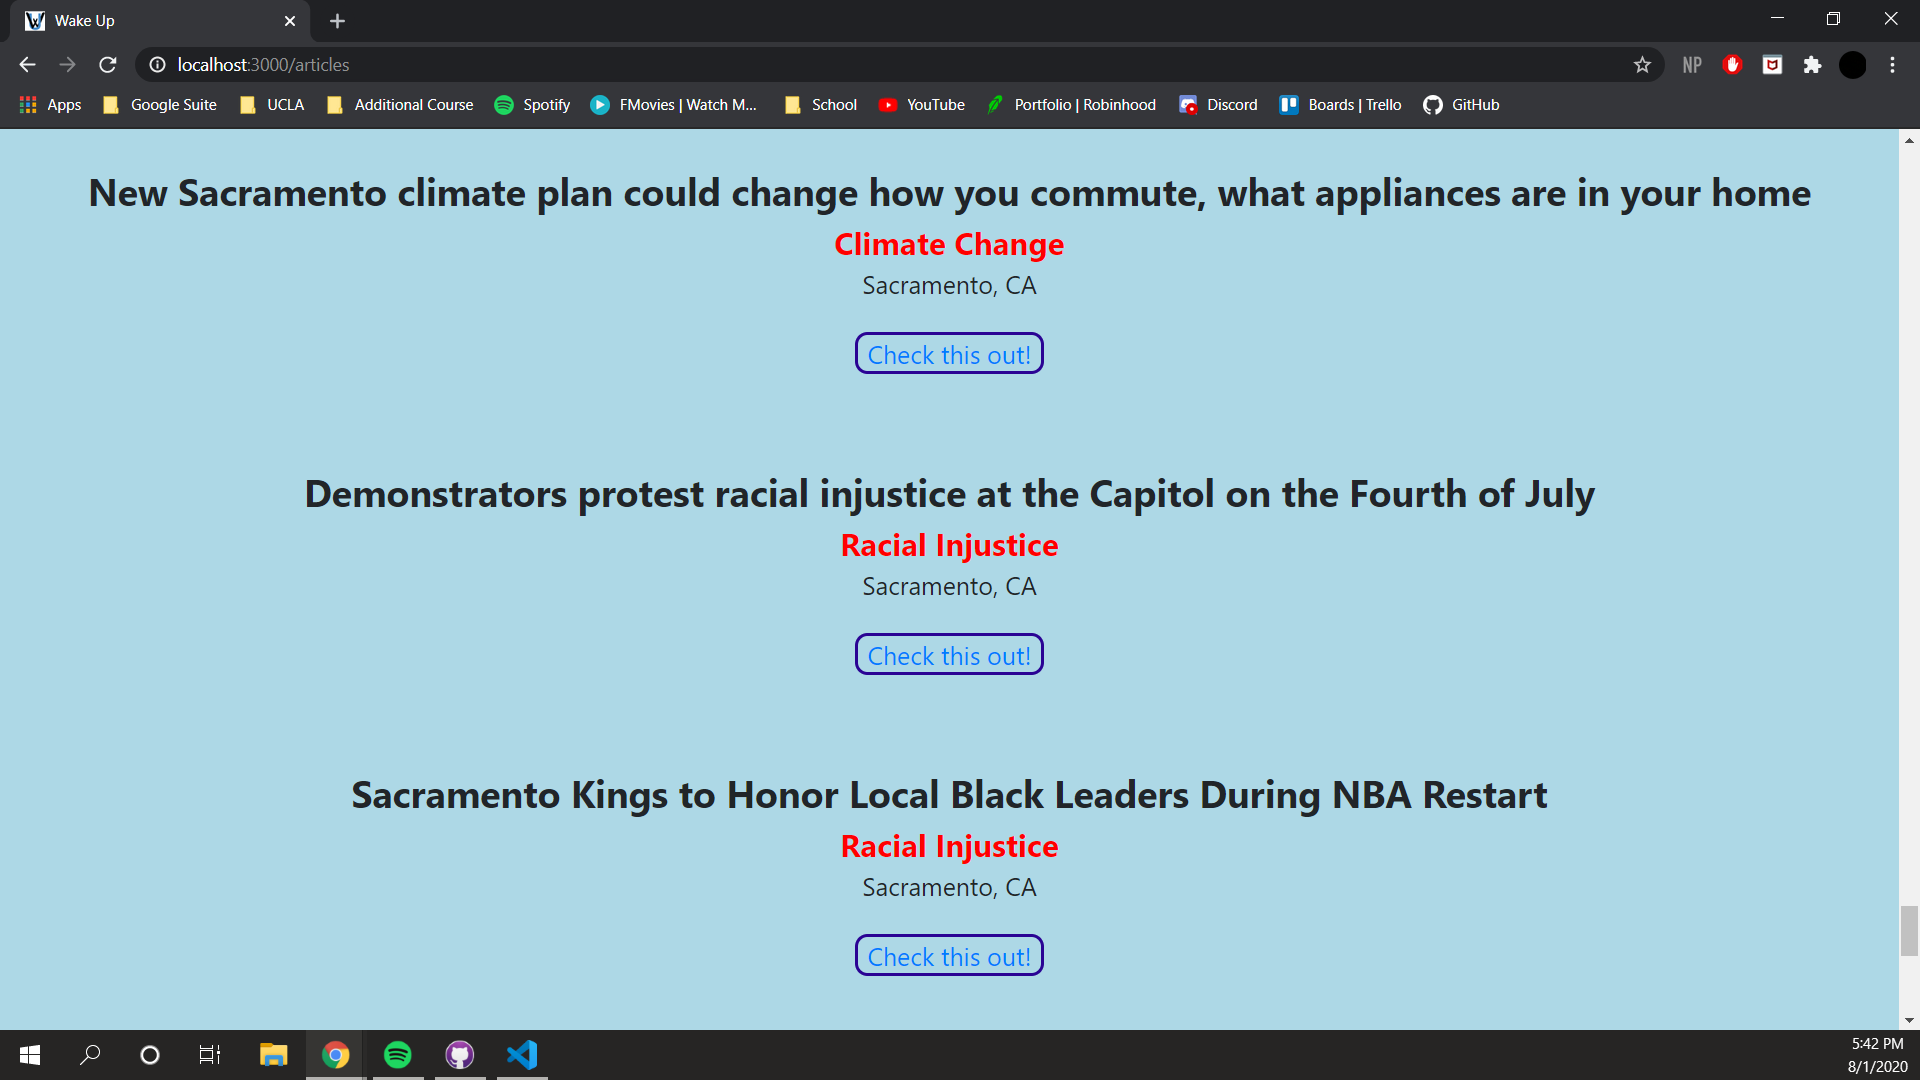 Wake Up
localhost:3000/articles
NP
Apps Google Suite UCLA Additional Course Spotify FMovies | Watch M... School YouTube Portfolio | Robinhood Discord Boards | Trello GitHub
New Sacramento climate plan could change how you commute, what appliances are in your home
Climate Change
Sacramento, CA
Check this out!
Demonstrators protest racial injustice at the Capitol on the Fourth of July
Racial Injustice
Sacramento, CA
Check this out!
Sacramento Kings to Honor Local Black Leaders During NBA Restart
Racial Injustice
Sacramento, CA
Check this out!
5:42 PM
8/1/2020